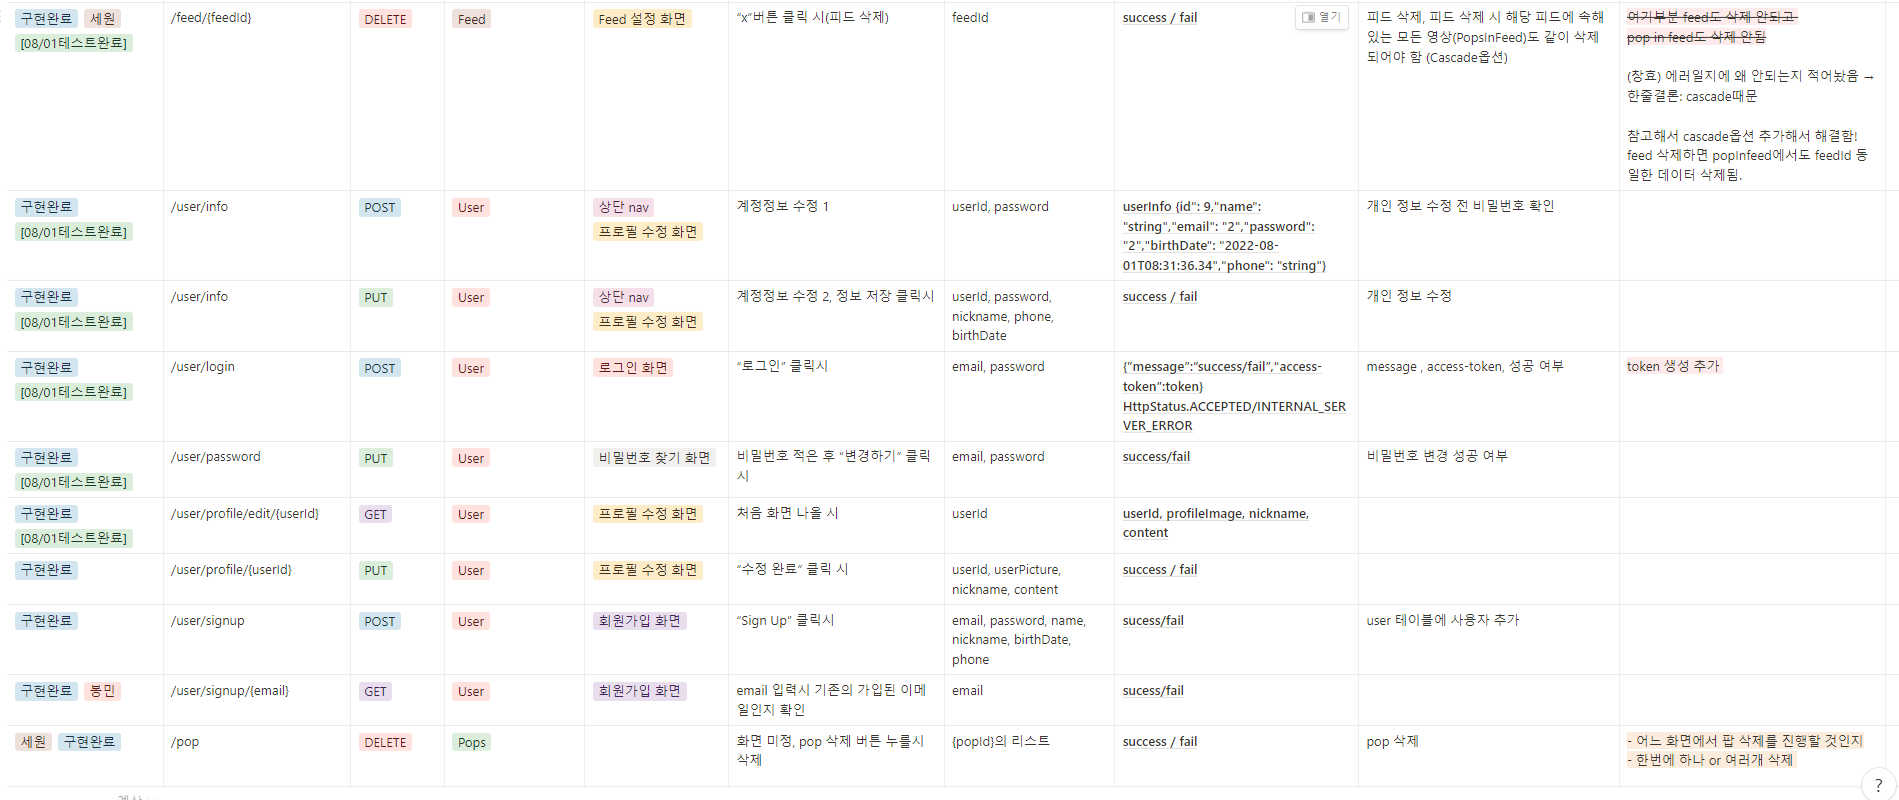 구현완료 세원
[08/01테스트완료]
/feed/{feedId}
DELETE
Feed
Feed 설정 화면
“x”버튼 클릭 시(피드 삭제)
feedId
success / fail
열기
피드 삭제, 피드 삭제 시 해당 피드에 속해
있는 모든 영상(PopsInFeed)도 같이 삭제
되어야 함 (Cascade옵션)
여기부분 feed도 삭제 안되고
pop in feed도 삭제 안됨
(창효) 에러일지에 왜 안되는지 적어놨음 →
한줄결론: cascade때문
참고해서 cascade옵션 추가해서 해결함!
feed 삭제하면 popInfeed에서도 feedId 동
일한 데이터 삭제됨.
구현완료
[08/01테스트완료]
/user/info
POST
User
상단 nav
프로필 수정 화면
계정정보 수정 1
userId, password
userInfo {id": 9,"name":
"string","email": "2","password":
"2","birthDate": "2022-08-
01T08:31:36.34","phone": "string"}
개인 정보 수정 전 비밀번호 확인
구현완료
[08/01테스트완료]
/user/info
PUT
User
상단 nav
프로필 수정 화면
계정정보 수정 2, 정보 저장 클릭시
userId, password,
nickname, phone,
birthDate
success / fail
개인 정보 수정
구현완료
[08/01테스트완료]
/user/login
POST
User
로그인 화면
“로그인” 클릭시
email, password
{"message":"success/fail","access-
token":token}
HttpStatus.ACCEPTED/INTERNAL_SER
VER_ERROR
message , access-token, 성공 여부
token 생성 추가
구현완료
[08/01테스트완료]
/user/password
PUT
User
비밀번호 찾기 화면
비밀번호 적은 후 “변경하기” 클릭
시
email, password
success/fail
비밀번호 변경 성공 여부
구현완료
[08/01테스트완료]
/user/profile/edit/{userId}
GET
User
프로필 수정 화면
처음 화면 나올 시
userId
userId, profileImage, nickname,
content
구현완료
/user/profile/{userId}
PUT
User
프로필 수정 화면
“수정 완료” 클릭 시
userId, userPicture,
nickname, content
success / fail
구현완료
/user/signup
POST
User
회원가입 화면
“Sign Up” 클릭시
email, password, name,
nickname, birthDate,
phone
sucess/fail
user 테이블에 사용자 추가
구현완료 봉민
/user/signup/{email}
GET
User
회원가입 화면
email 입력시 기존의 가입된 이메
일인지 확인
email
sucess/fail
세원 구현완료
/pop
DELETE
Pops
화면 미정, pop 삭제 버튼 누를시
삭제
{popId}의 리스트
success / fail
pop 삭제
- 어느 화면에서 팝 삭제를 진행할 것인지
- 한번에 하나 or 여러개 삭제
?